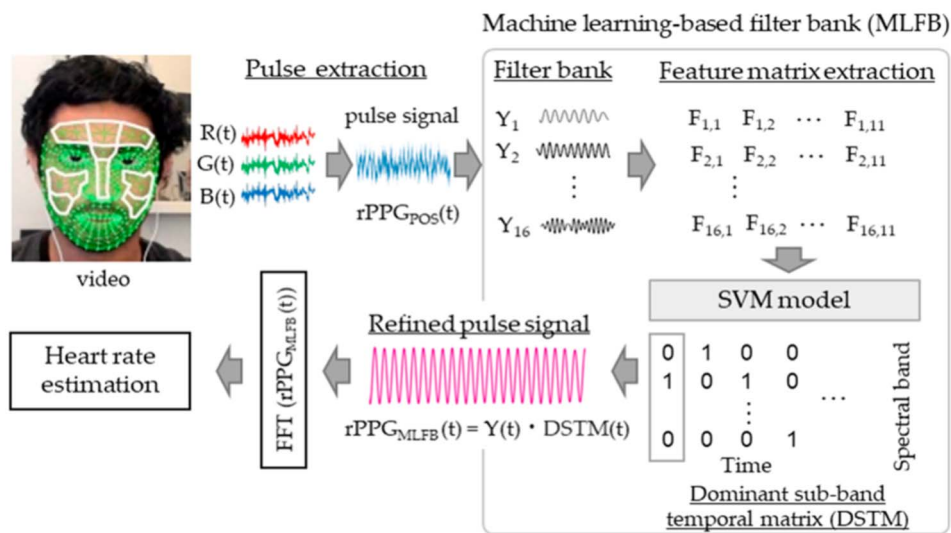 Machine learning-based filter bank (MLFB)
Pulse extraction
R(t)
G(t)
B(t)
pulse signal
rPPG_POS(t)
video
Filter bank
Y_1
Y_2
⋮
Y_16
Feature matrix extraction
F_1,1 F_1,2 ⋯ F_1,11
F_2,1 F_2,2 ⋯ F_2,11
⋮
F_16,1 F_16,2 ⋯ F_16,11
SVM model
0 1 0 0
1 0 1 0 ⋯
⋮
0 0 0 1
Time
Spectral band
Dominant sub-band
temporal matrix (DSTM)
Refined pulse signal
rPPG_MLFB(t) = Y(t) · DSTM(t)
FFT (rPPG_MLFB(t))
Heart rate
estimation